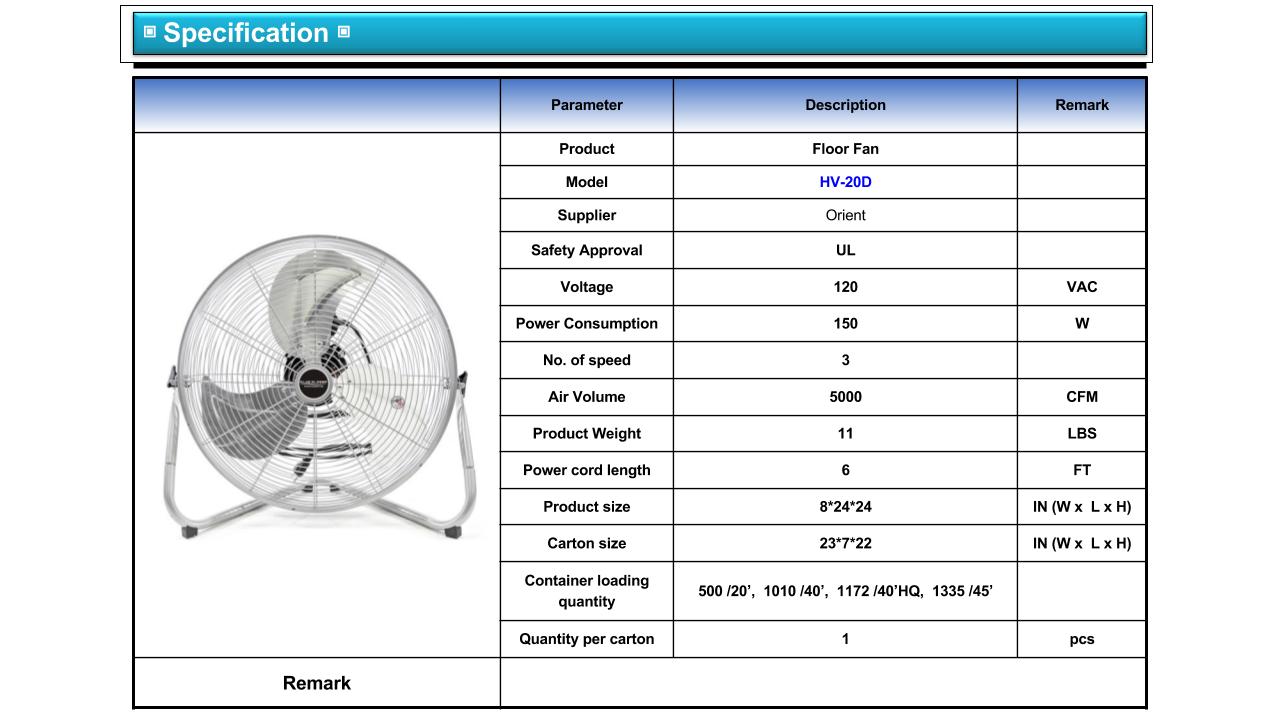 ▣ Specification ▣
Parameter Description Remark
Product Floor Fan
Model HV-20D
Supplier Orient
Safety Approval UL
Voltage 120 VAC
Power Consumption 150 W
No. of speed 3
Air Volume 5000 CFM
Product Weight 11 LBS
Power cord length 6 FT
Product size 8*24*24 IN (W x L x H)
Carton size 23*7*22 IN (W x L x H)
Container loading
quantity
500 /20’, 1010 /40’, 1172 /40’HQ, 1335 /45’
Quantity per carton 1 pcs
Remark